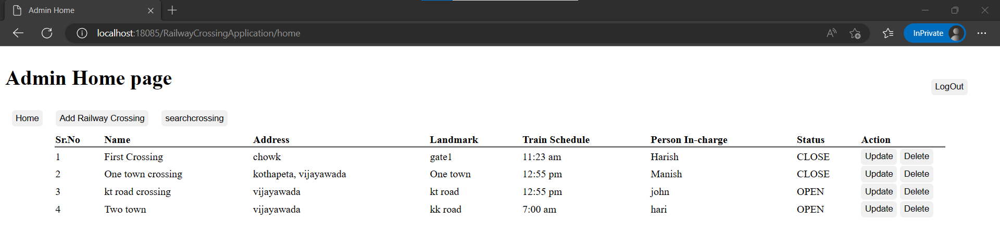 Admin Home
localhost:18085/RailwayCrossingApplication/home
InPrivate
Admin Home page
LogOut
Home Add Railway Crossing searchcrossing
Sr.No Name Address Landmark Train Schedule Person In-charge Status Action
1 First Crossing chowk gate1 11:23 am Harish CLOSE Update Delete
2 One town crossing kothapeta, vijayawada One town 12:55 pm Manish CLOSE Update Delete
3 kt road crossing vijayawada kt road 12:55 pm john OPEN Update Delete
4 Two town vijayawada kk road 7:00 am hari OPEN Update Delete